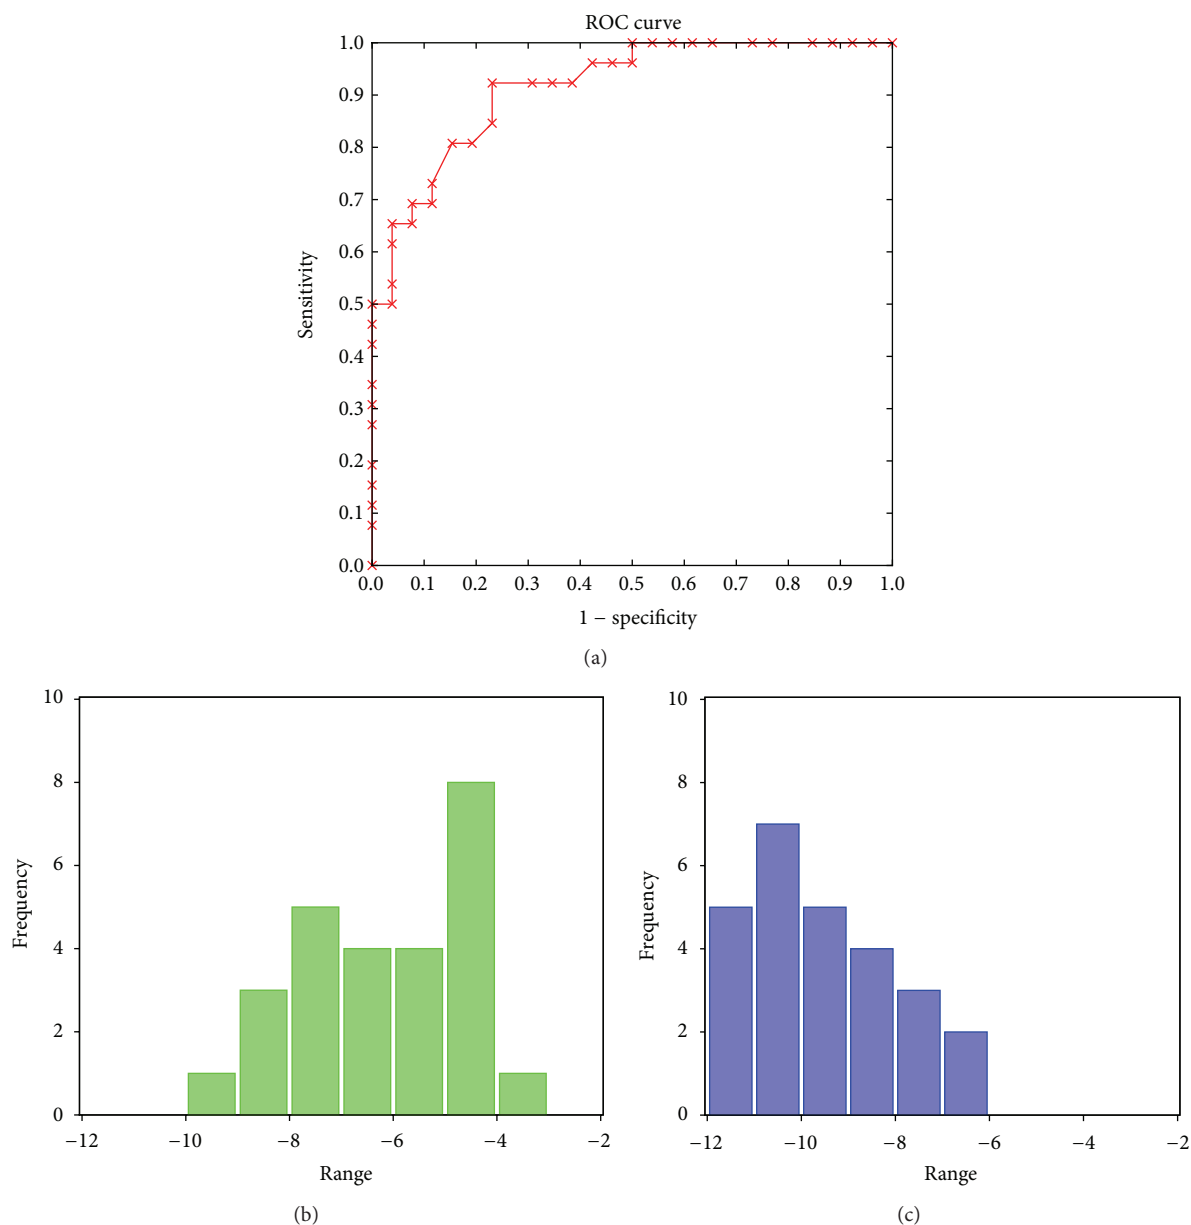 ROC curve
1.0
0.9
0.8
0.7
0.6
0.5
0.4
0.3
0.2
0.1
0.0
Sensitivity
0.0 0.1 0.2 0.3 0.4 0.5 0.6 0.7 0.8 0.9 1.0
1 − specificity
(a)
10
8
6
4
2
0
Frequency
−12 −10 −8 −6 −4 −2
Range
(b)
10
8
6
4
2
0
Frequency
−12 −10 −8 −6 −4 −2
Range
(c)